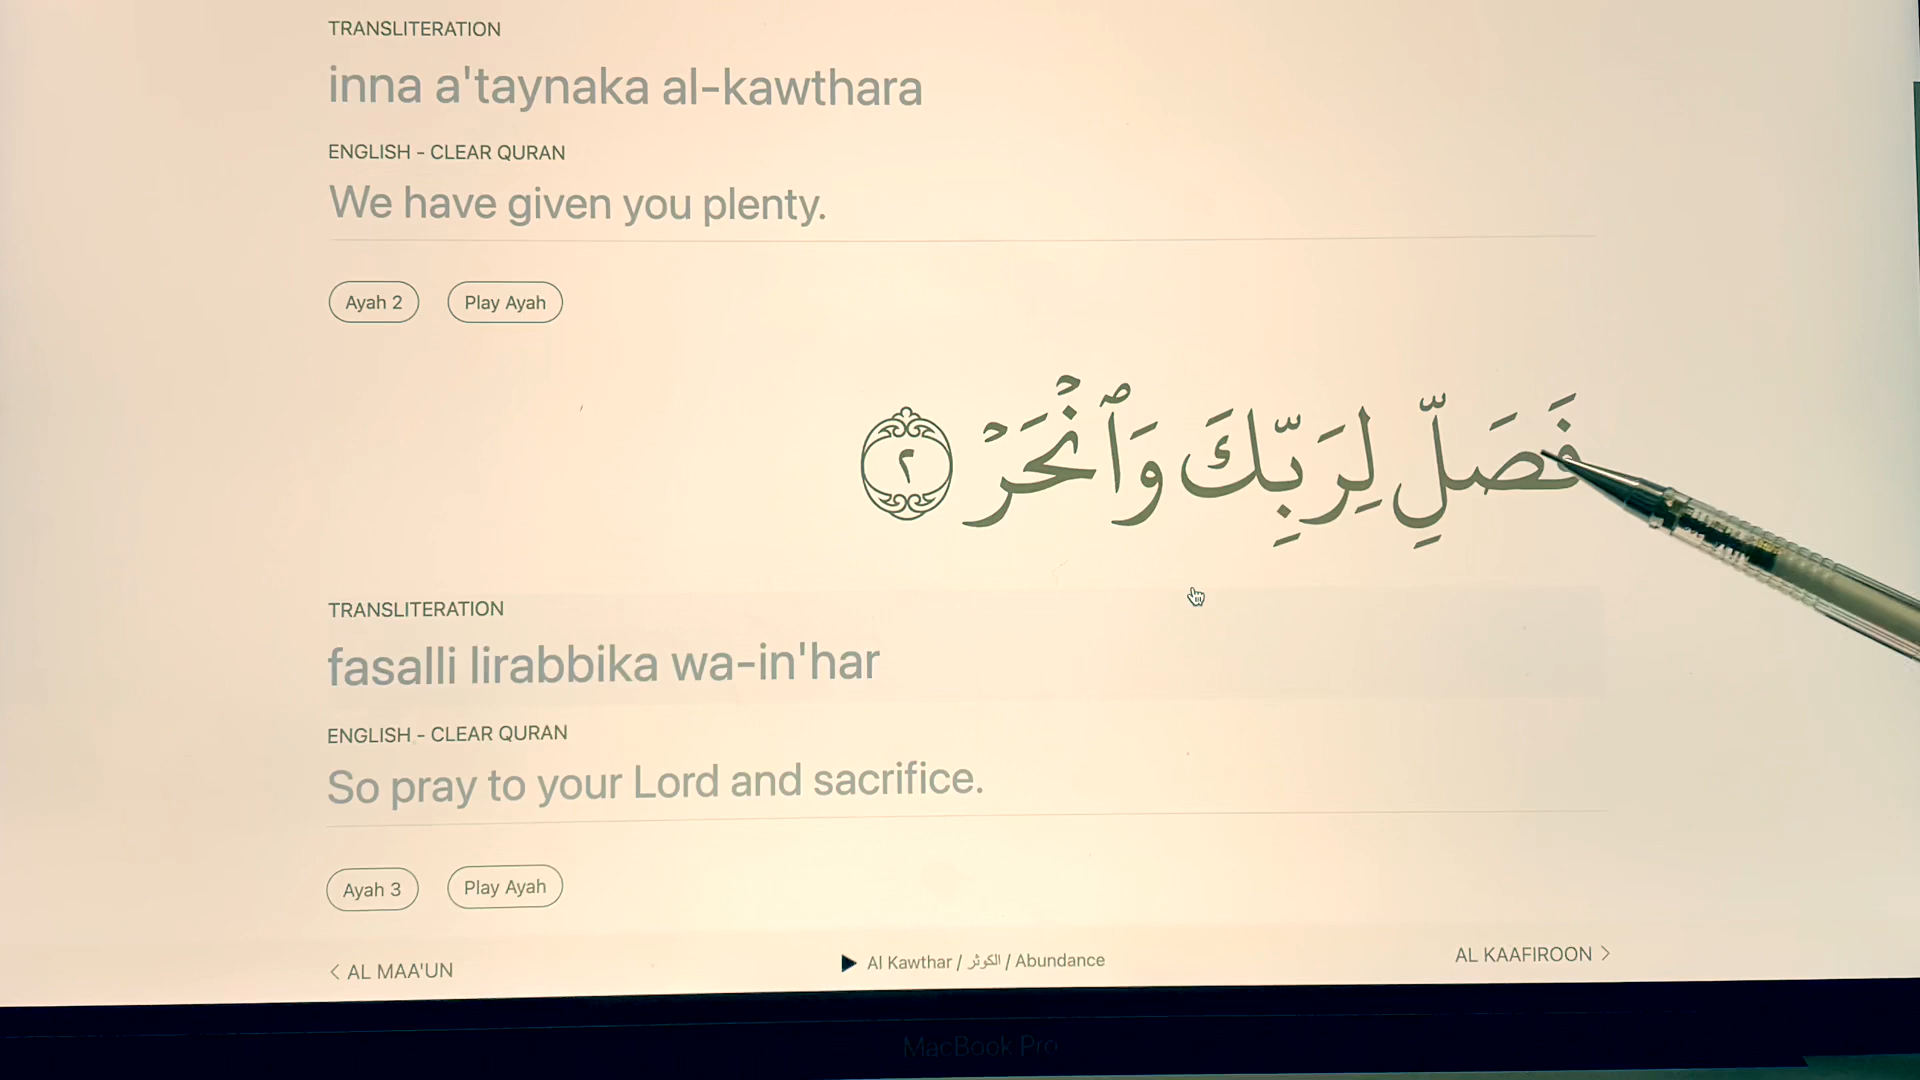 TRANSLITERATION
inna a'taynaka al-kawthara
ENGLISH - CLEAR QURAN
We have given you plenty.
Ayah 2 Play Ayah
فَصَلِّ لِرَبِّكَ وَٱنْحَرْ ٢
TRANSLITERATION
fasalli lirabbika wa-in'har
ENGLISH - CLEAR QURAN
So pray to your Lord and sacrifice.
Ayah 3 Play Ayah
< AL MAA'UN Al Kawthar / الكوثر / Abundance AL KAAFIROON >
MacBook Pro